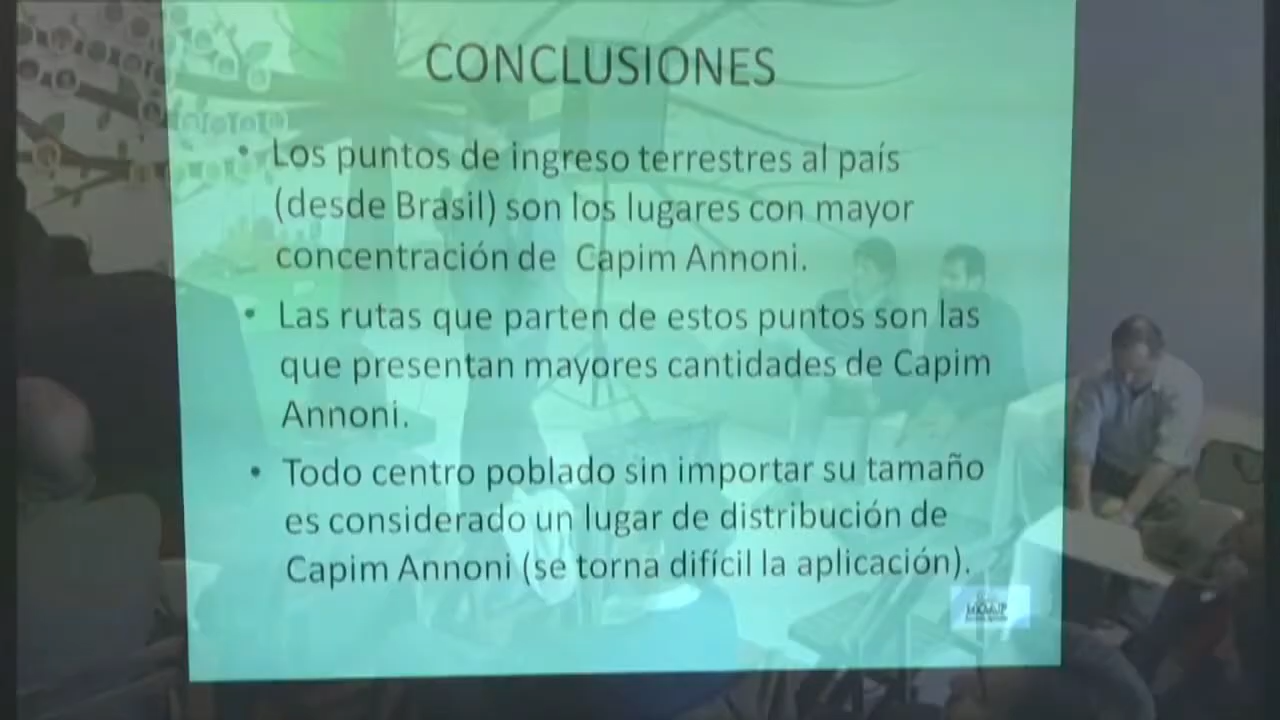 CONCLUSIONES
• Los puntos de ingreso terrestres al país
(desde Brasil) son los lugares con mayor
concentración de Capim Annoni.
• Las rutas que parten de estos puntos son las
que presentan mayores cantidades de Capim
Annoni.
• Todo centro poblado sin importar su tamaño
es considerado un lugar de distribución de
Capim Annoni (se torna difícil la aplicación).